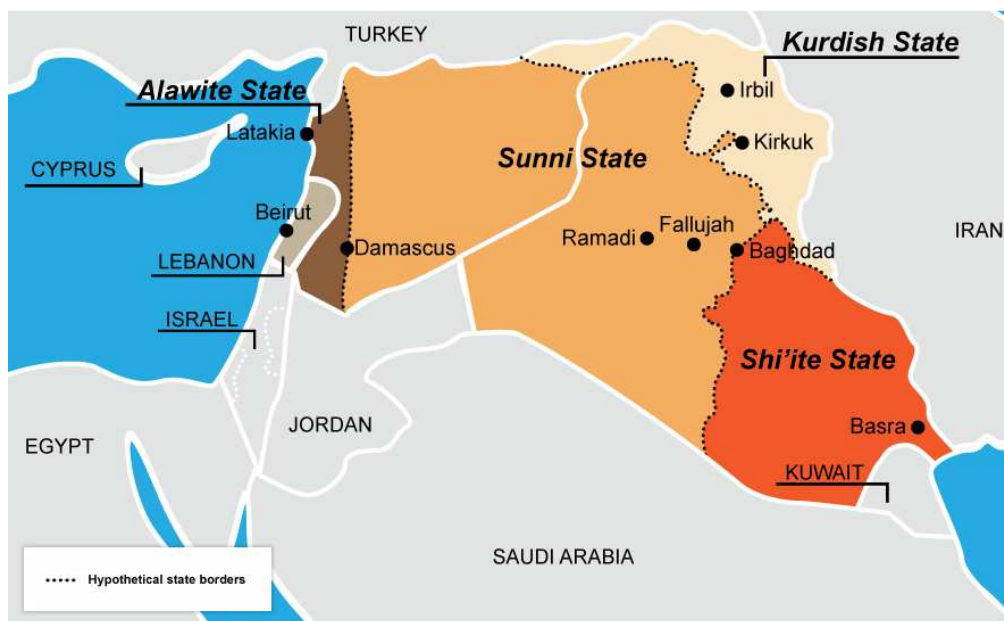 TURKEY
Kurdish State
Alawite State
Irbil
Latakia
Kirkuk
Sunni State
CYPRUS
Beirut
Ramadi
Fallujah
Damascus
Baghdad
IRAN
LEBANON
ISRAEL
Shi'ite State
JORDAN
Basra
EGYPT
KUWAIT
SAUDI ARABIA
Hypothetical state borders